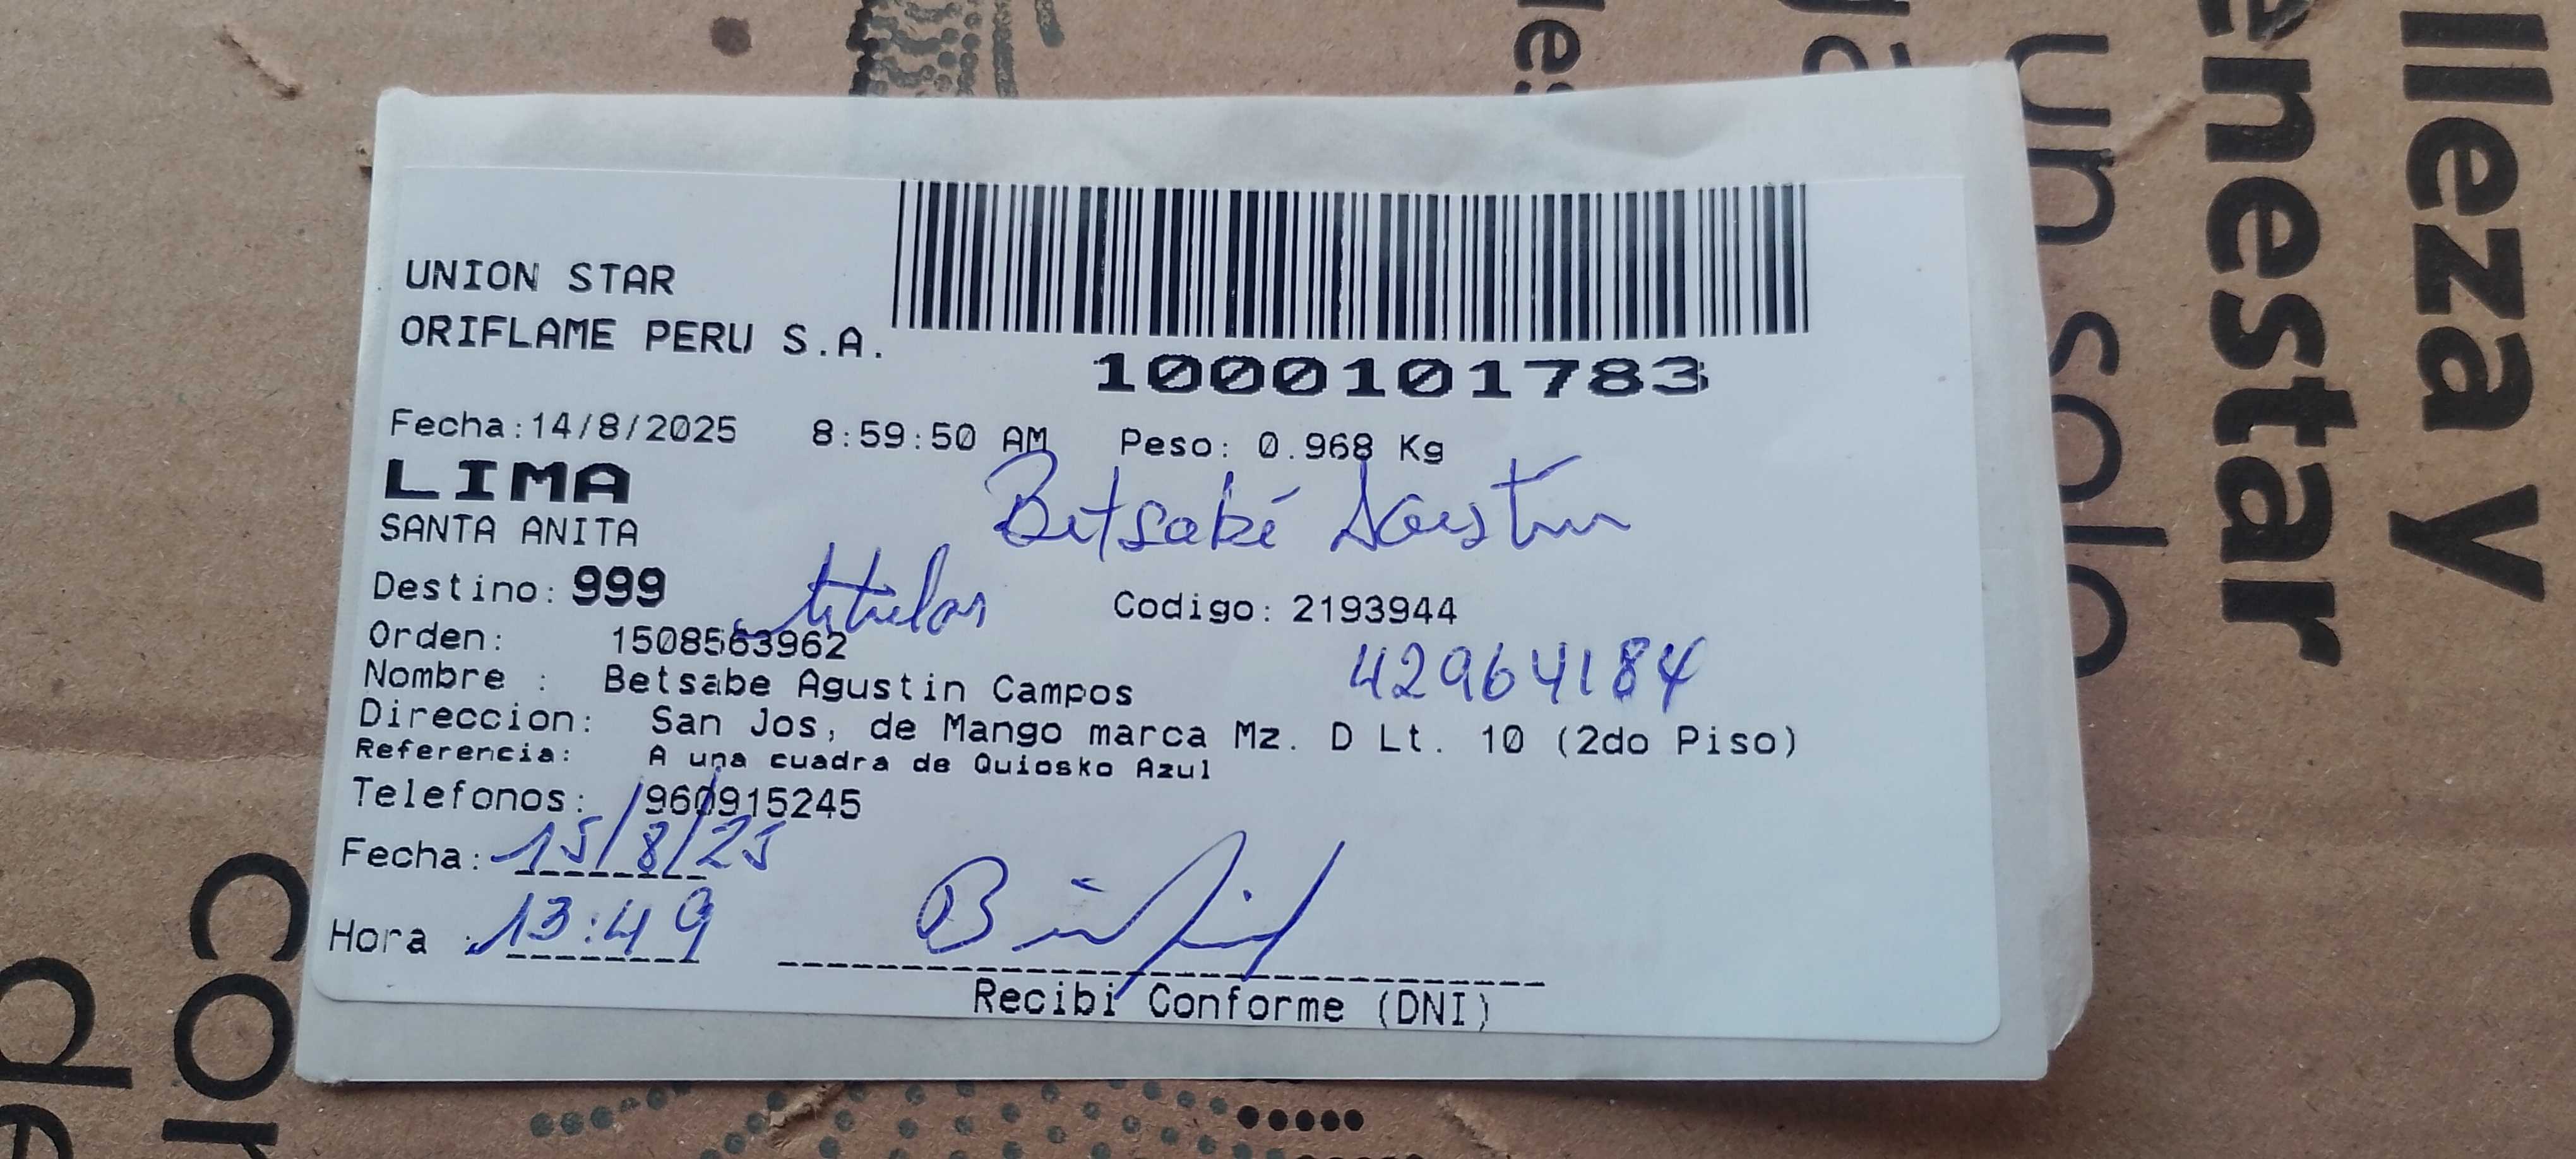 UNION STAR
ORIFLAME PERU S.A.
1000101783
Fecha:14/8/2025 8:59:50 AM Peso: 0.968 Kg
LIMA
Betsabé Agustin
SANTA ANITA
Destino: 999
titular
Codigo: 2193944
Orden: 1508563962
42964184
Nombre : Betsabe Agustin Campos
Direccion: San Jos, de Mango marca Mz. D Lt. 10 (2do Piso)
Referencia: A una cuadra de Quiosko Azul
Telefonos: 960915245
Fecha: 15/8/25
Hora : 13:49
Recibi Conforme (DNI)
lleza y
enestar
un solo
cor
de